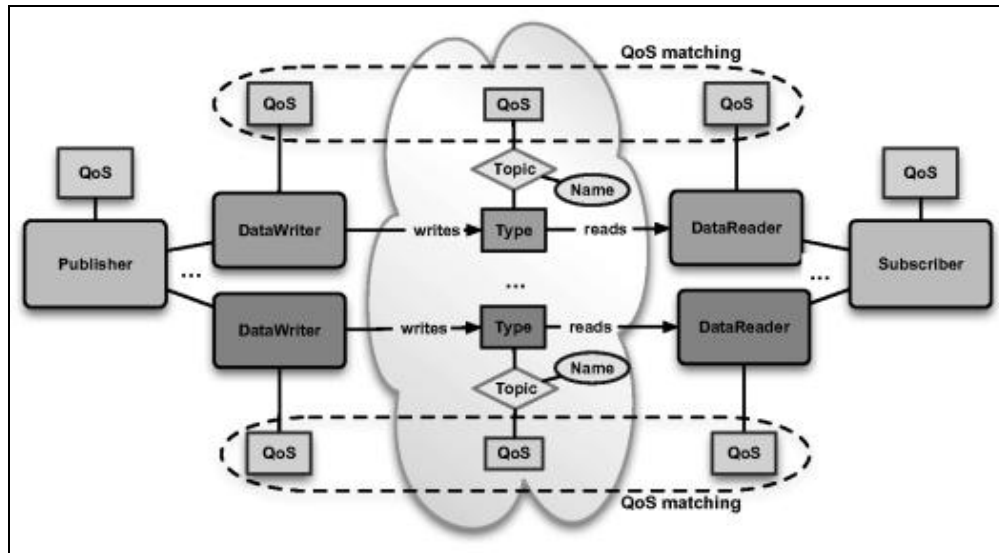 QoS matching
QoS
QoS
QoS
QoS
QoS
Topic
Name
DataWriter
writes
Type
reads
DataReader
Publisher
...
...
Subscriber
...
DataWriter
writes
Type
reads
DataReader
Name
Topic
QoS
QoS
QoS
QoS matching